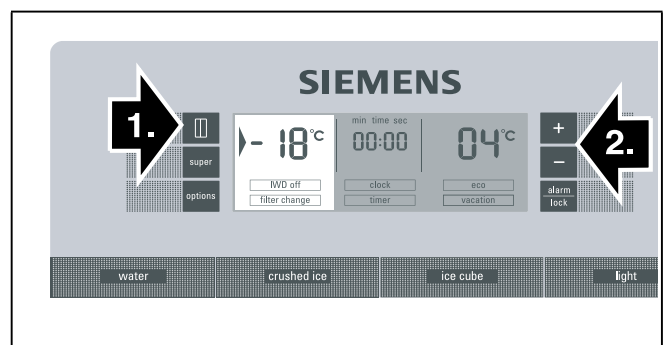 SIEMENS
1.
super
options
- 18°C
IWD off
filter change
min time sec
00:00
clock
timer
04°C
eco
vacation
+
−
alarm
lock
2.
water
crushed ice
ice cube
light